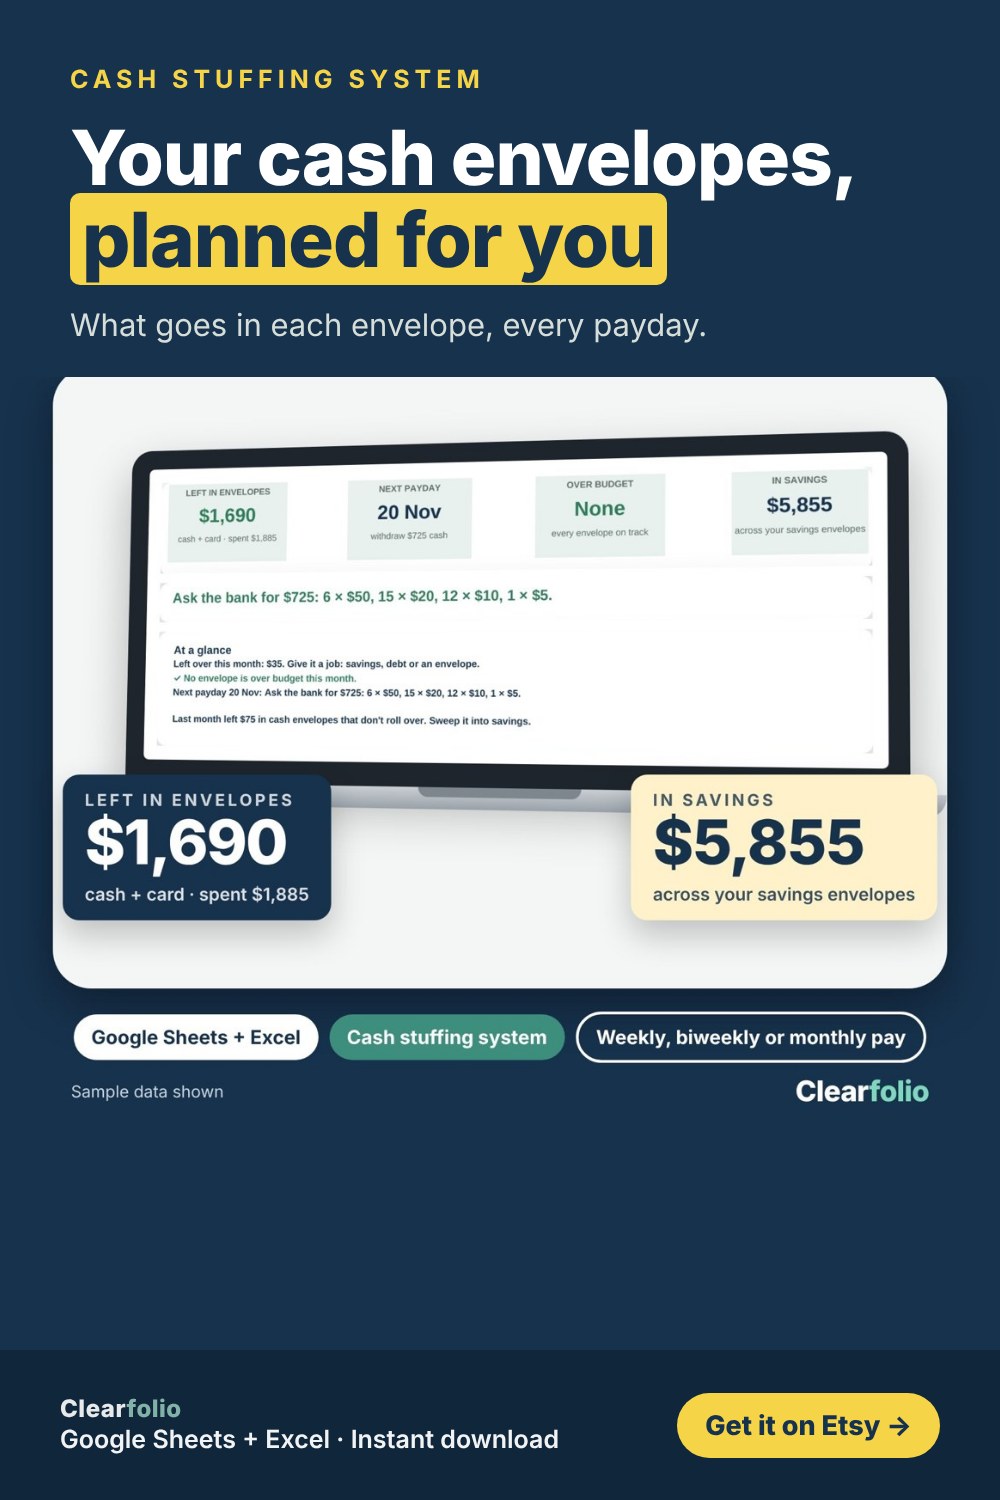 CASH STUFFING SYSTEM
Your cash envelopes,
planned for you
What goes in each envelope, every payday.
LEFT IN ENVELOPES
$1,690
cash + card · spent $1,885
NEXT PAYDAY
20 Nov
withdraw $725 cash
OVER BUDGET
None
every envelope on track
IN SAVINGS
$5,855
across your savings envelopes
Ask the bank for $725: 6 × $50, 15 × $20, 12 × $10, 1 × $5.
At a glance
Left over this month: $35. Give it a job: savings, debt or an envelope.
✓ No envelope is over budget this month.
Next payday 20 Nov: Ask the bank for $725: 6 × $50, 15 × $20, 12 × $10, 1 × $5.
Last month left $75 in cash envelopes that don't roll over. Sweep it into savings.
LEFT IN ENVELOPES
$1,690
cash + card · spent $1,885
IN SAVINGS
$5,855
across your savings envelopes
Google Sheets + Excel
Cash stuffing system
Weekly, biweekly or monthly pay
Sample data shown
Clearfolio
Clearfolio
Google Sheets + Excel · Instant download
Get it on Etsy →